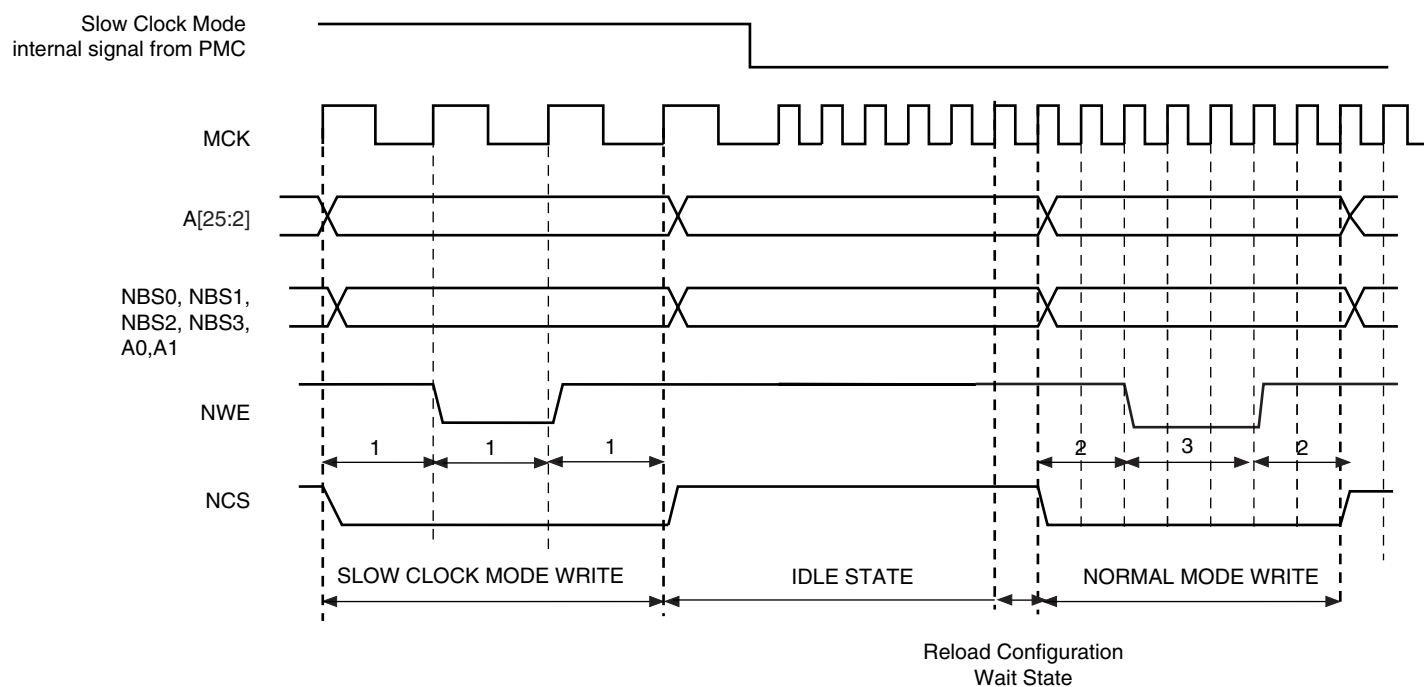 Slow Clock Mode
internal signal from PMC
MCK
A[25:2]
NBS0, NBS1,
NBS2, NBS3,
A0,A1
NWE
1 1 1 2 3 2
NCS
SLOW CLOCK MODE WRITE IDLE STATE NORMAL MODE WRITE
Reload Configuration
Wait State